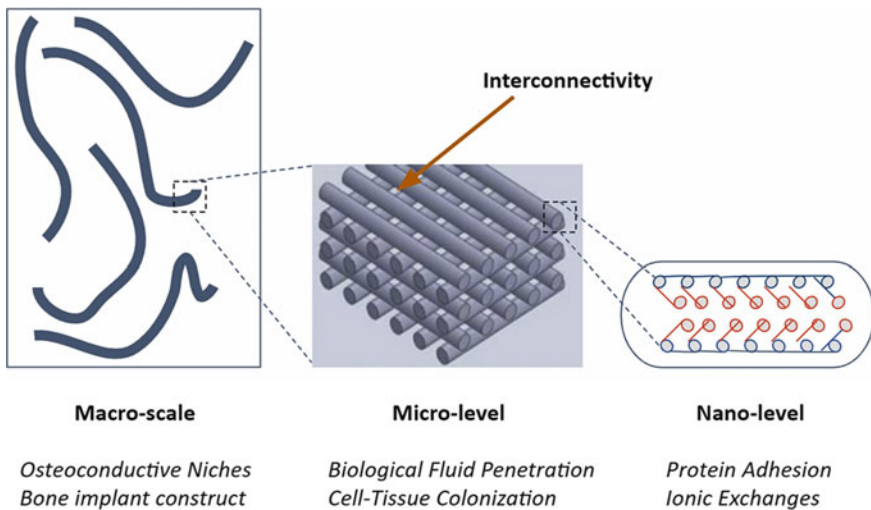 Interconnectivity
Macro-scale
Micro-level
Nano-level
Osteoconductive Niches
Bone implant construct
Biological Fluid Penetration
Cell-Tissue Colonization
Protein Adhesion
Ionic Exchanges